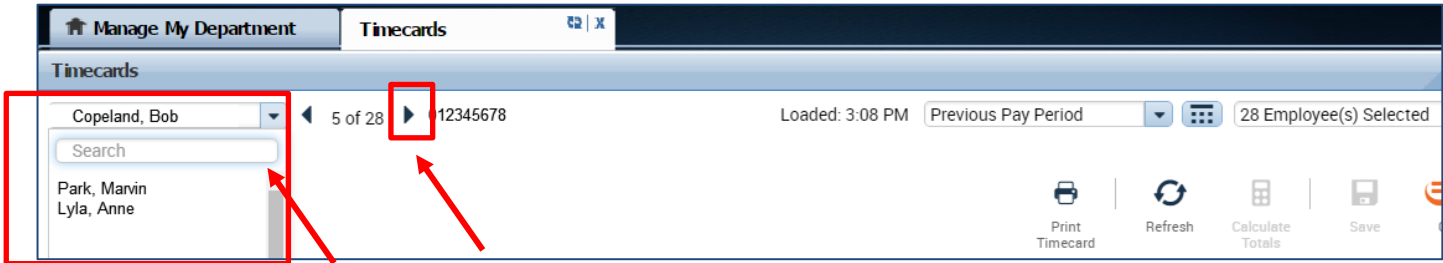 Manage My Department
Timecards
Timecards
Copeland, Bob
5 of 28
012345678
Loaded: 3:08 PM
Previous Pay Period
28 Employee(s) Selected
Search
Park, Marvin
Lyla, Anne
Print
Timecard
Refresh
Calculate
Totals
Save